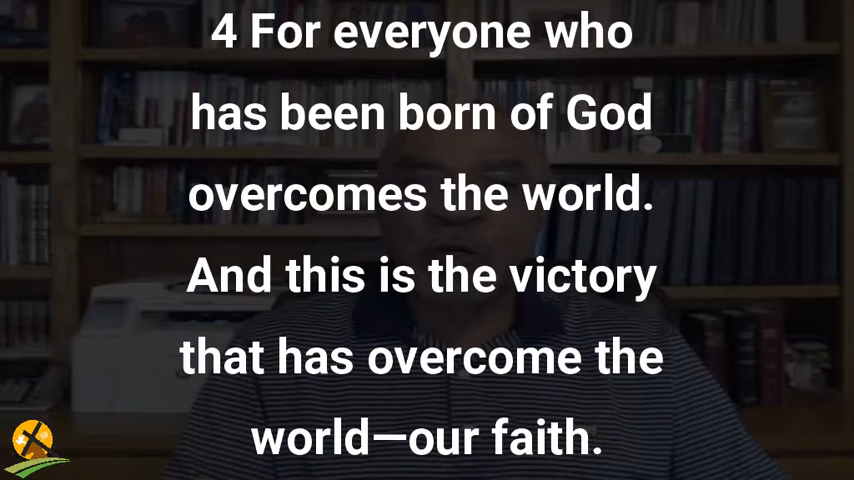 4 For everyone who
has been born of God
overcomes the world.
And this is the victory
that has overcome the
world—our faith.